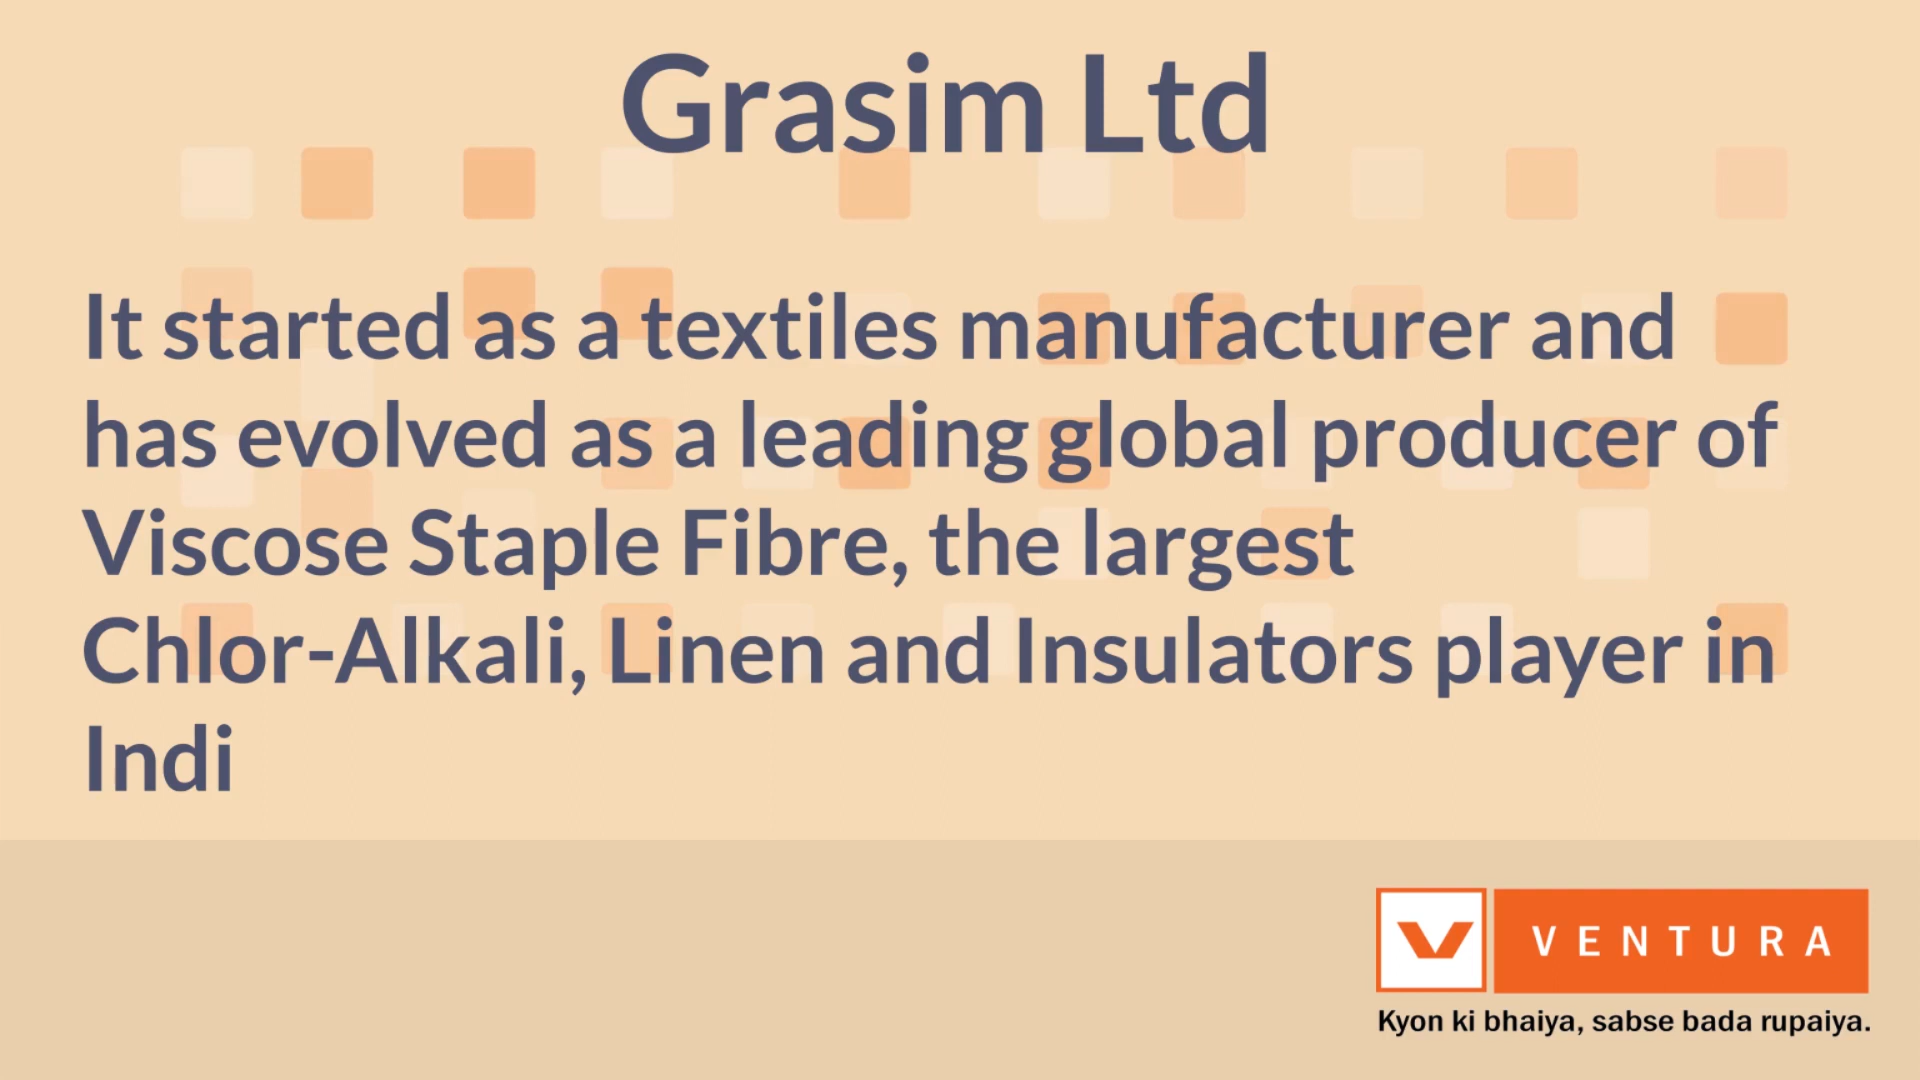 Grasim Ltd
It started as a textiles manufacturer and
has evolved as a leading global producer of
Viscose Staple Fibre, the largest
Chlor-Alkali, Linen and Insulators player in
Indi
VENTURA
Kyon ki bhaiya, sabse bada rupaiya.